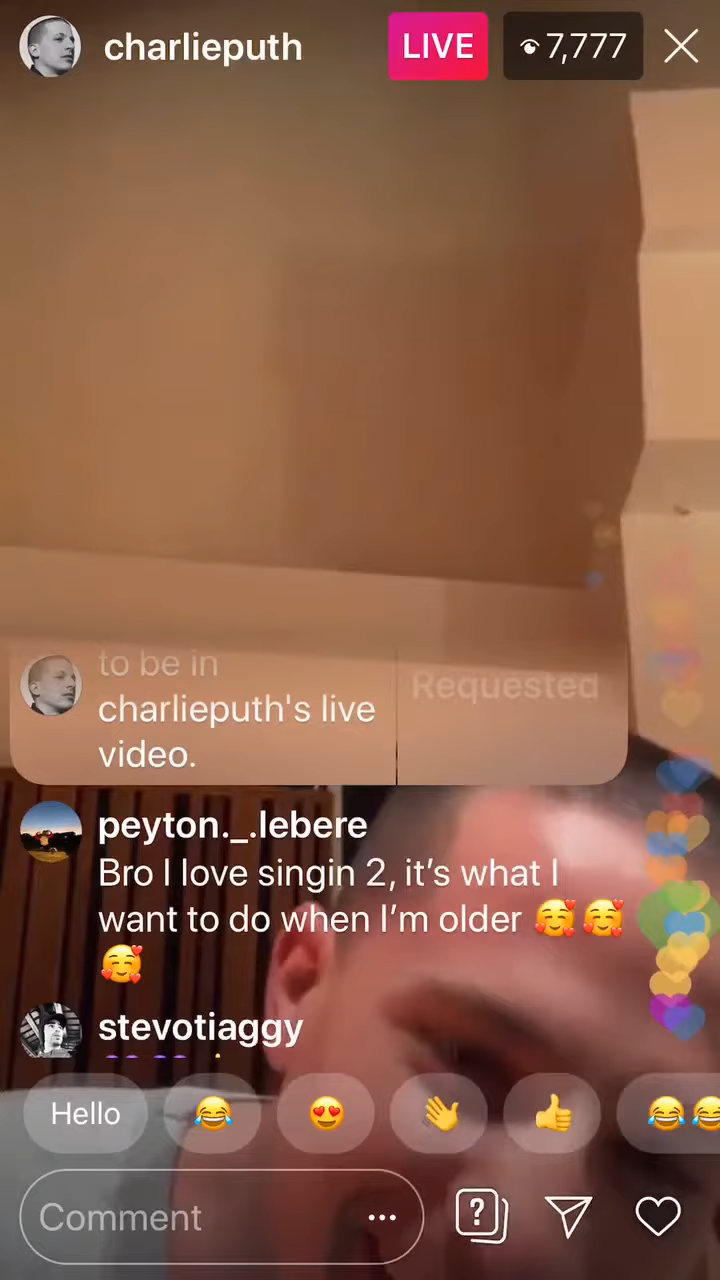 charlieputh
LIVE
7,777
to be in
charlieputh's live
video.
Requested
peyton._.lebere
Bro I love singin 2, it's what I
want to do when I'm older 🥰 🥰
🥰
stevotiaggy
Hello
Comment